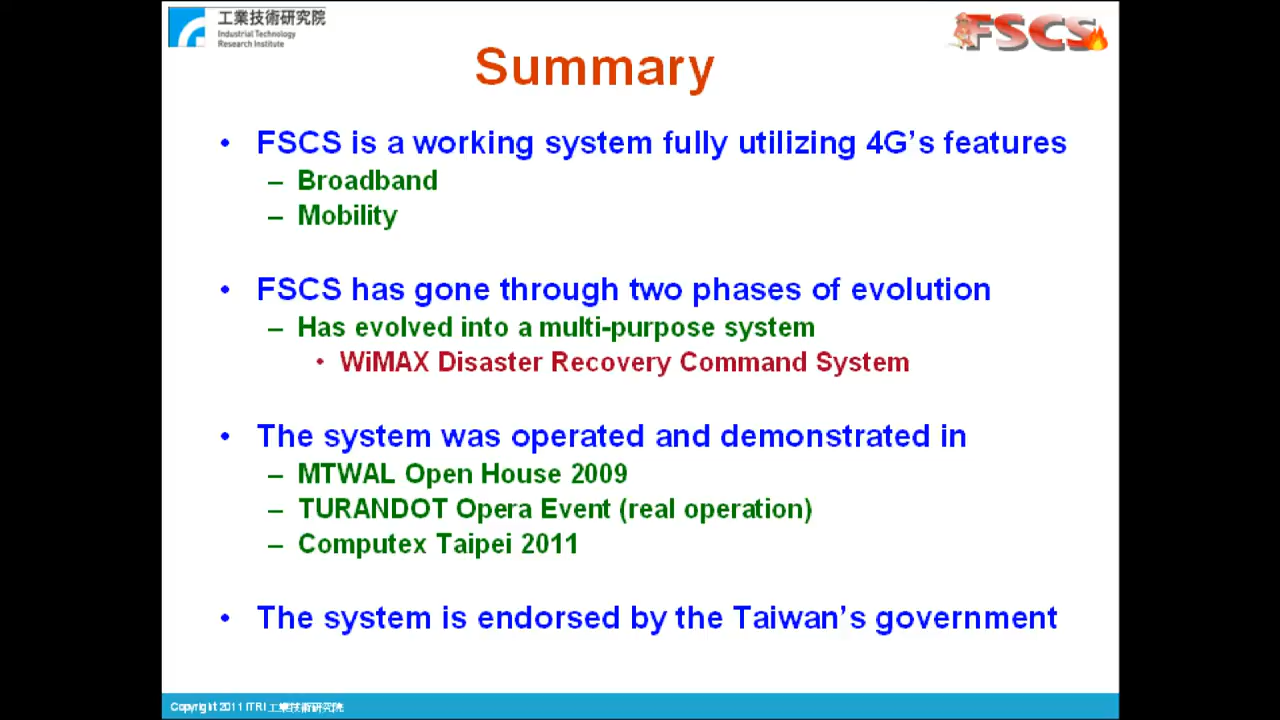 工業技術研究院
Industrial Technology
Research Institute
FSCS
Summary
• FSCS is a working system fully utilizing 4G's features
– Broadband
– Mobility
• FSCS has gone through two phases of evolution
– Has evolved into a multi-purpose system
• WiMAX Disaster Recovery Command System
• The system was operated and demonstrated in
– MTWAL Open House 2009
– TURANDOT Opera Event (real operation)
– Computex Taipei 2011
• The system is endorsed by the Taiwan's government
Copyright 2011 ITRI 工業技術研究院